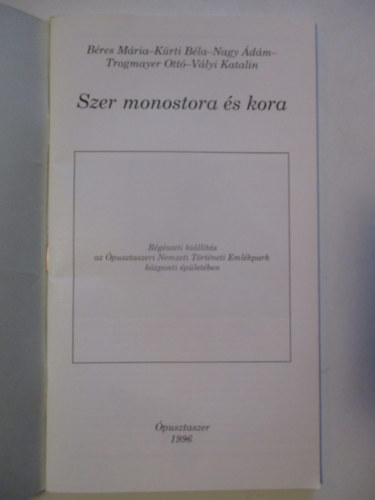 Béres Mária–Kürti Béla–Nagy Ádám–
Trogmayer Ottó–Vályi Katalin
Szer monostora és kora
Régészeti kiállítás
az Ópusztaszeri Nemzeti Történeti Emlékpark
központi épületében
Ópusztaszer
1996